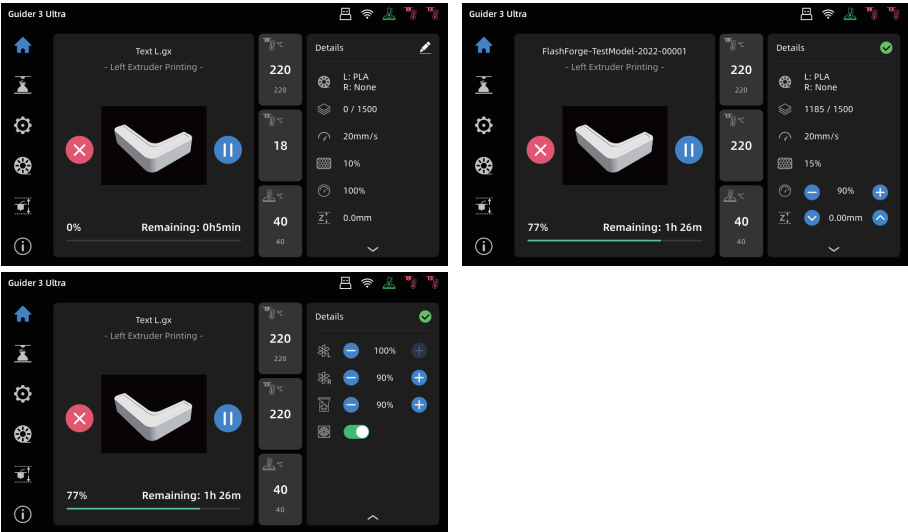 Guider 3 Ultra
Text L.gx
- Left Extruder Printing -
0%
Remaining: 0h5min
°C
220
220
°C
18
°C
40
40
Details
L: PLA
R: None
0 / 1500
20mm/s
10%
100%
0.0mm
Guider 3 Ultra
FlashForge-TestModel-2022-00001
- Left Extruder Printing -
77%
Remaining: 1h 26m
°C
220
220
°C
220
°C
40
40
Details
L: PLA
R: None
1185 / 1500
20mm/s
15%
90%
0.00mm
Guider 3 Ultra
Text L.gx
- Left Extruder Printing -
77%
Remaining: 1h 26m
°C
220
220
°C
220
°C
40
40
Details
L
100%
R
90%
90%